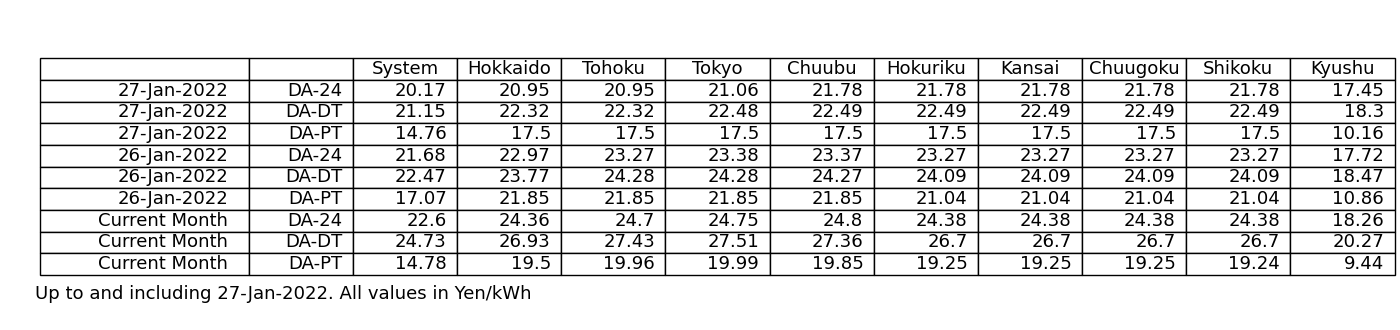 System Hokkaido Tohoku Tokyo Chuubu Hokuriku Kansai Chuugoku Shikoku Kyushu
27-Jan-2022 DA-24 20.17 20.95 20.95 21.06 21.78 21.78 21.78 21.78 21.78 17.45
27-Jan-2022 DA-DT 21.15 22.32 22.32 22.48 22.49 22.49 22.49 22.49 22.49 18.3
27-Jan-2022 DA-PT 14.76 17.5 17.5 17.5 17.5 17.5 17.5 17.5 17.5 10.16
26-Jan-2022 DA-24 21.68 22.97 23.27 23.38 23.37 23.27 23.27 23.27 23.27 17.72
26-Jan-2022 DA-DT 22.47 23.77 24.28 24.28 24.27 24.09 24.09 24.09 24.09 18.47
26-Jan-2022 DA-PT 17.07 21.85 21.85 21.85 21.85 21.04 21.04 21.04 21.04 10.86
Current Month DA-24 22.6 24.36 24.7 24.75 24.8 24.38 24.38 24.38 24.38 18.26
Current Month DA-DT 24.73 26.93 27.43 27.51 27.36 26.7 26.7 26.7 26.7 20.27
Current Month DA-PT 14.78 19.5 19.96 19.99 19.85 19.25 19.25 19.25 19.24 9.44
Up to and including 27-Jan-2022. All values in Yen/kWh